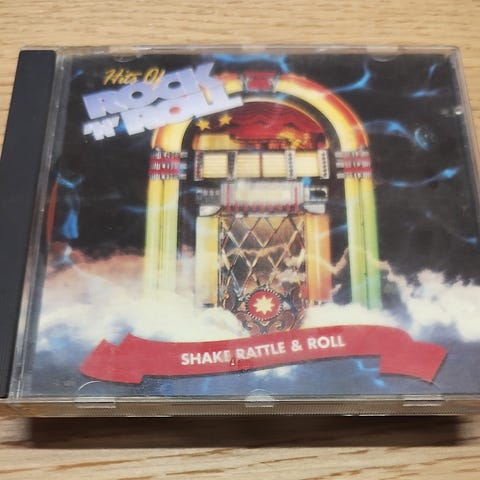 Hits Of
ROCK
'N' ROLL
SHAKE RATTLE & ROLL